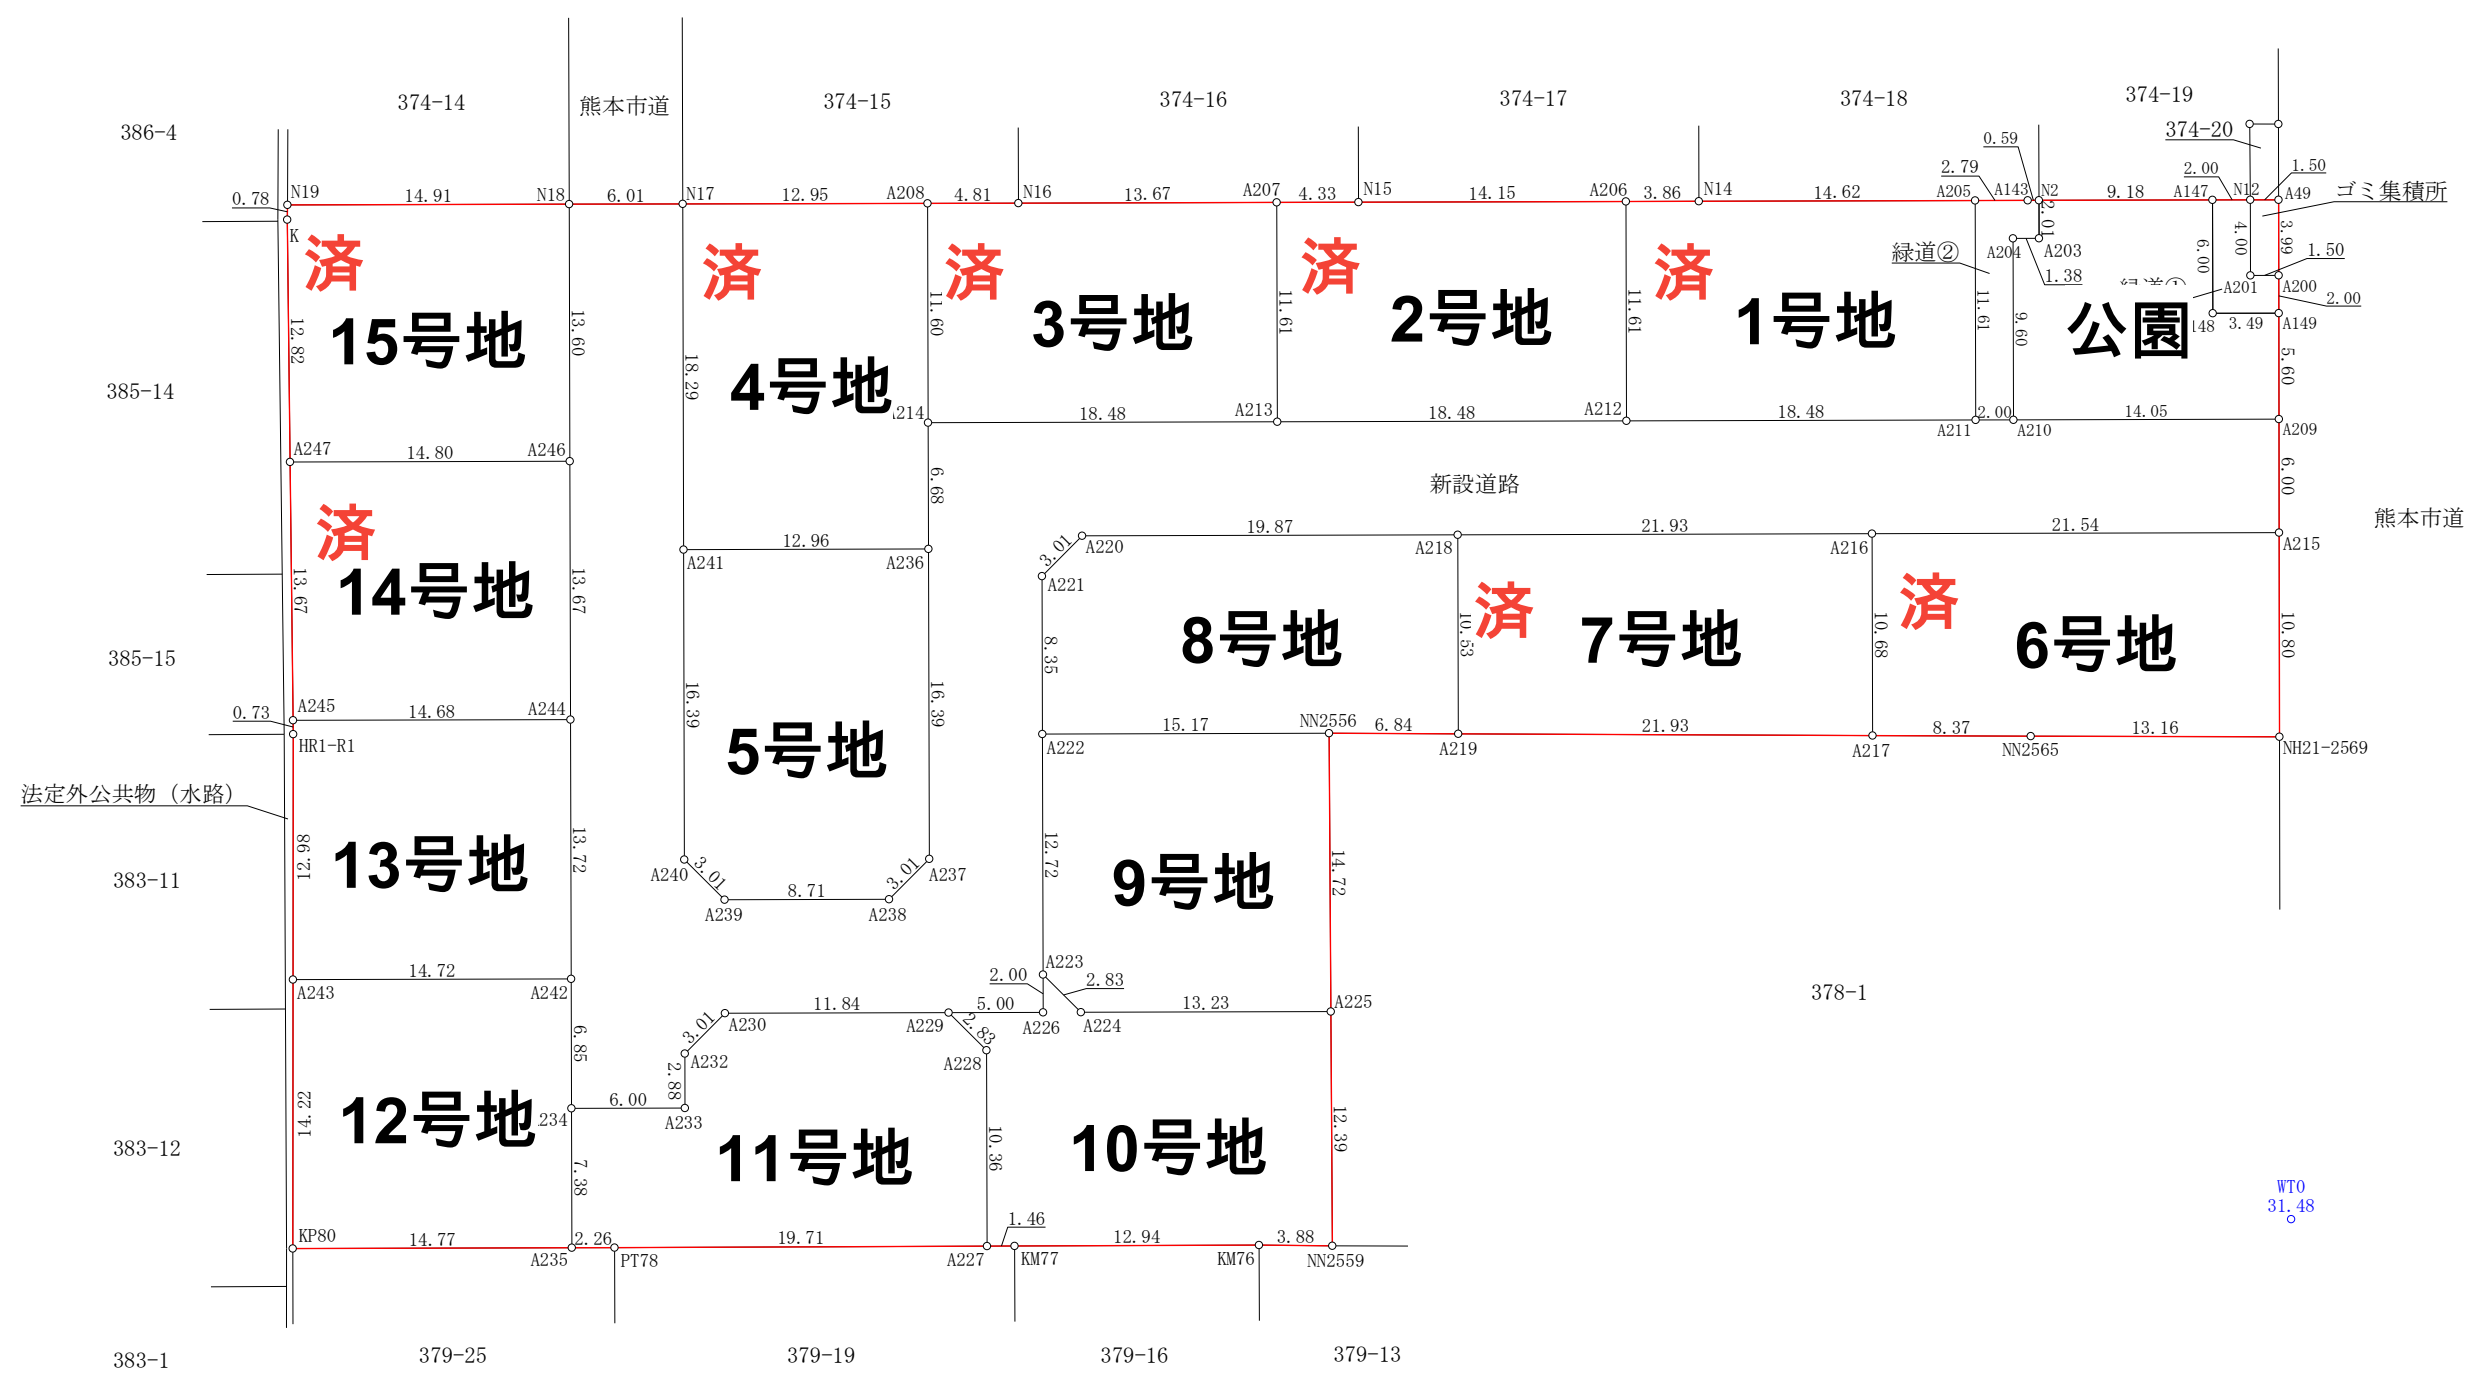 374-14
熊本市道
374-15
374-16
374-17
374-18
374-19
386-4
374-20
0.59
2.79
2.00
1.50
0.78
N19
14.91
N18
6.01
N17
12.95
A208
4.81
N16
13.67
A207
4.33
N15
14.15
A206
3.86
N14
14.62
A205
A143
N2
9.18
A147
N12
A49
ゴミ集積所
K
済
済
済
済
済
2.01
4.00
3.99
緑道②
A204
A203
1.38
6.00
1.50
A201
A200
2.00
12.82
15号地
13.60
18.29
4号地
11.60
3号地
11.61
2号地
11.61
1号地
11.61
9.60
公園
148
3.49
A149
5.60
385-14
A214
18.48
A213
18.48
A212
18.48
A211
2.00
A210
14.05
A209
A247
14.80
A246
6.68
新設道路
6.00
熊本市道
済
14号地
13.67
13.67
A241
12.96
A236
3.01
A220
19.87
A218
21.93
A216
21.54
A215
A221
8.35
8号地
10.53
済
7号地
10.68
済
6号地
10.80
385-15
0.73
A245
14.68
A244
HR1-R1
16.39
5号地
16.39
A222
15.17
NN2556
6.84
A219
21.93
A217
8.37
NN2565
13.16
NH21-2569
法定外公共物（水路）
12.98
13号地
13.72
383-11
A240
3.01
A239
8.71
A238
3.01
A237
12.72
9号地
14.72
A243
14.72
A242
A223
2.00
2.83
378-1
3.01
A230
11.84
A229
5.00
A226
A224
13.23
A225
6.85
A232
2.88
2.83
A228
383-12
14.22
12号地
234
6.00
A233
11号地
10.36
10号地
12.39
7.38
WTO
31.48
KP80
14.77
A235
2.26
PT78
19.71
A227
1.46
KM77
12.94
KM76
3.88
NN2559
383-1
379-25
379-19
379-16
379-13